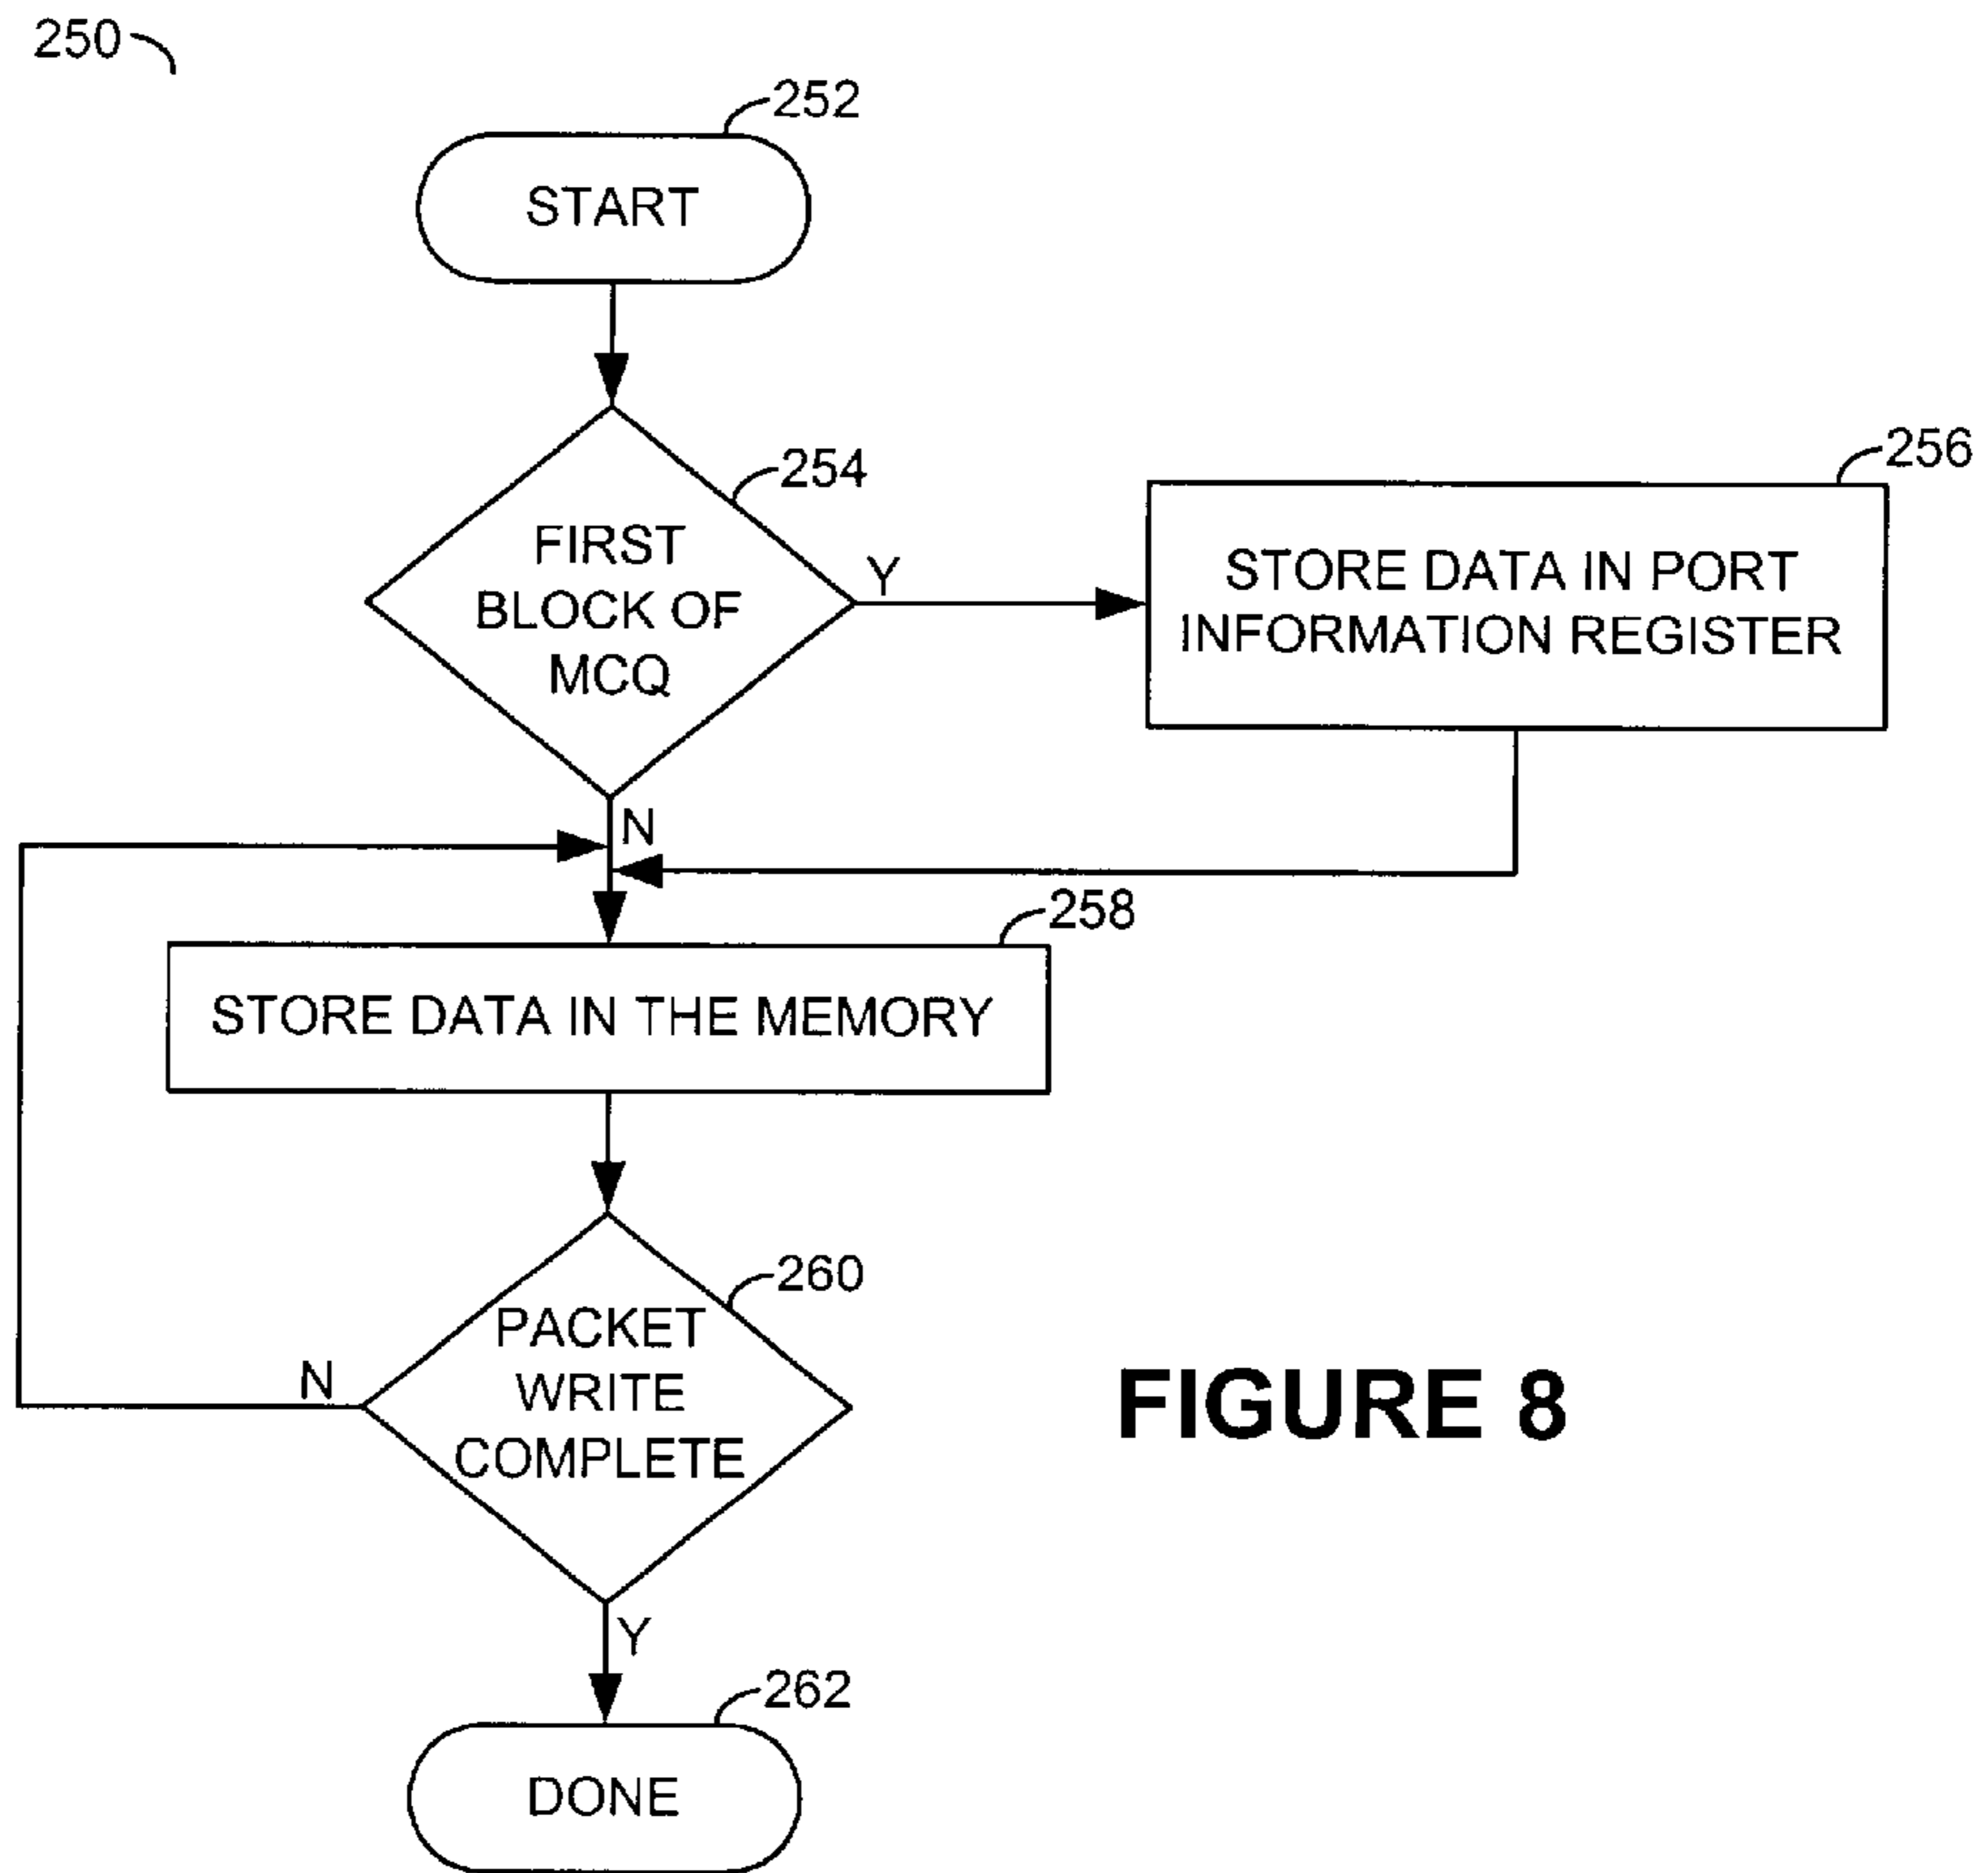 250
252
START
254
FIRST
BLOCK OF
MCQ
Y
256
STORE DATA IN PORT
INFORMATION REGISTER
N
258
STORE DATA IN THE MEMORY
260
PACKET
WRITE
COMPLETE
N
FIGURE 8
Y
262
DONE